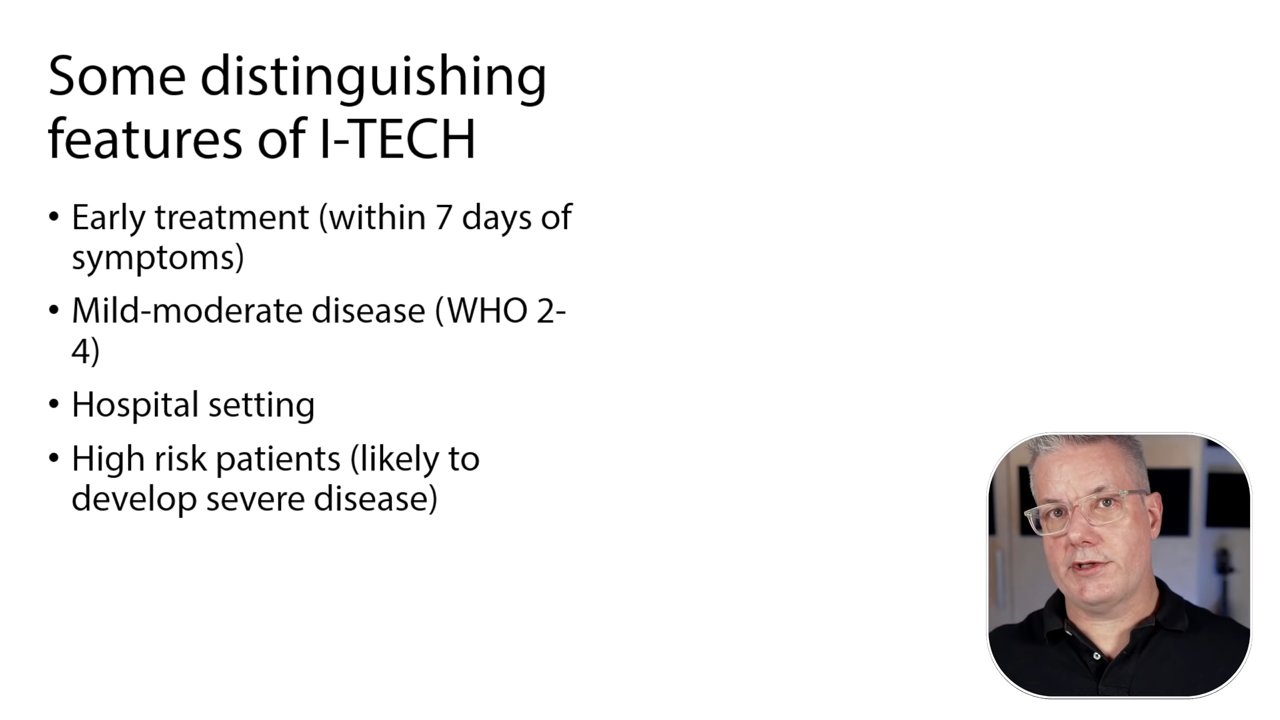 Some distinguishing
features of I-TECH
• Early treatment (within 7 days of
symptoms)
• Mild-moderate disease (WHO 2-
4)
• Hospital setting
• High risk patients (likely to
develop severe disease)